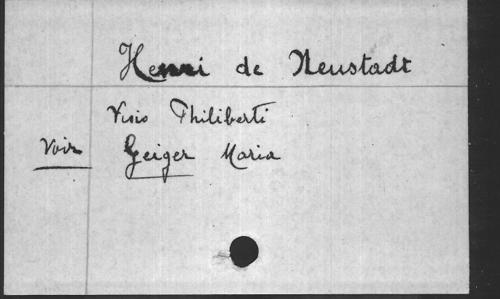 Henri de Neustadt
Visio Philiberti
Voir Geiger Maria